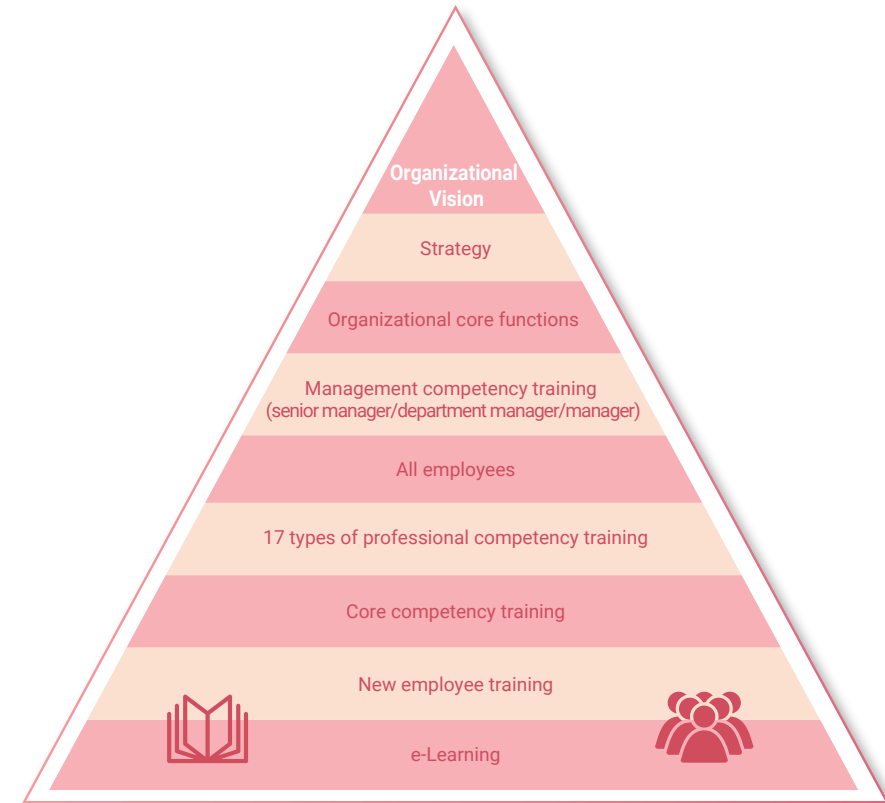 Organizational
Vision
Strategy
Organizational core functions
Management competency training
(senior manager/department manager/manager)
All employees
17 types of professional competency training
Core competency training
New employee training
e-Learning